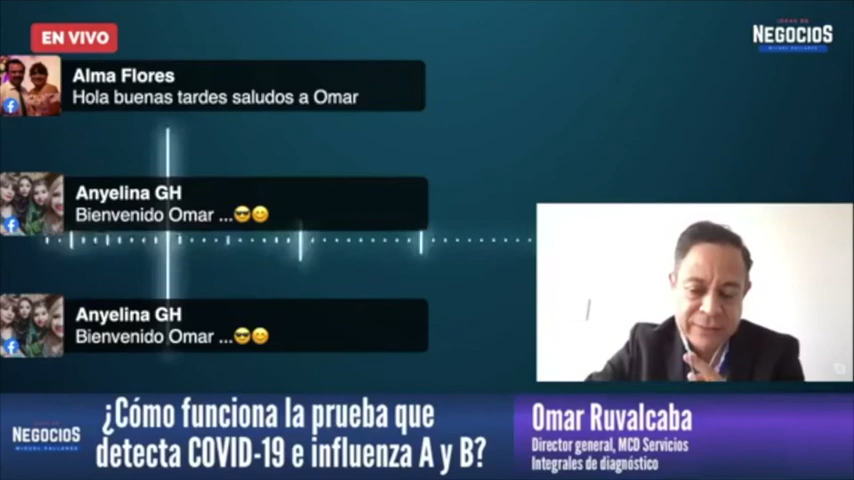 EN VIVO
IDEAS DE
NEGOCIOS
MIGUEL PALLARES
Alma Flores
Hola buenas tardes saludos a Omar
Anyelina GH
Bienvenido Omar ...😎😊
Anyelina GH
Bienvenido Omar ...😎😊
IDEAS DE
NEGOCIOS
MIGUEL PALLARES
¿Cómo funciona la prueba que
detecta COVID-19 e influenza A y B?
Omar Ruvalcaba
Director general, MCD Servicios
Integrales de diagnóstico